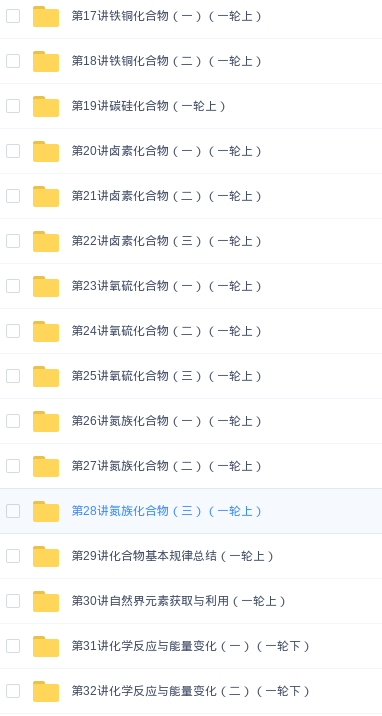 第17讲铁铜化合物（一）（一轮上）
第18讲铁铜化合物（二）（一轮上）
第19讲碳硅化合物（一轮上）
第20讲卤素化合物（一）（一轮上）
第21讲卤素化合物（二）（一轮上）
第22讲卤素化合物（三）（一轮上）
第23讲氧硫化合物（一）（一轮上）
第24讲氧硫化合物（二）（一轮上）
第25讲氧硫化合物（三）（一轮上）
第26讲氮族化合物（一）（一轮上）
第27讲氮族化合物（二）（一轮上）
第28讲氮族化合物（三）（一轮上）
第29讲化合物基本规律总结（一轮上）
第30讲自然界元素获取与利用（一轮上）
第31讲化学反应与能量变化（一）（一轮下）
第32讲化学反应与能量变化（二）（一轮下）